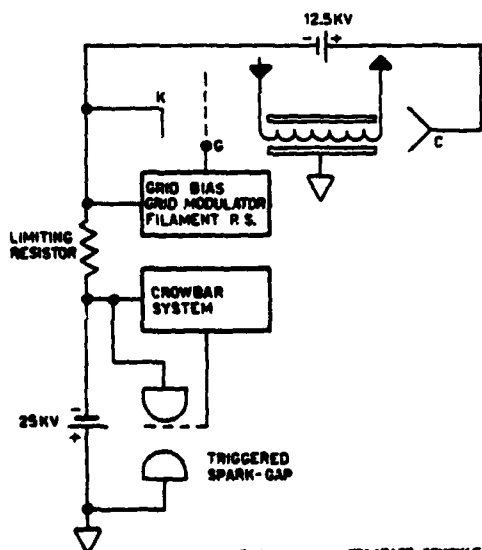 12.5KV
- +
K
G
C
GRID BIAS
GRID MODULATOR
FILAMENT P.S.
LIMITING
RESISTOR
CROWBAR
SYSTEM
-
25KV
+
TRIGGERED
SPARK-GAP